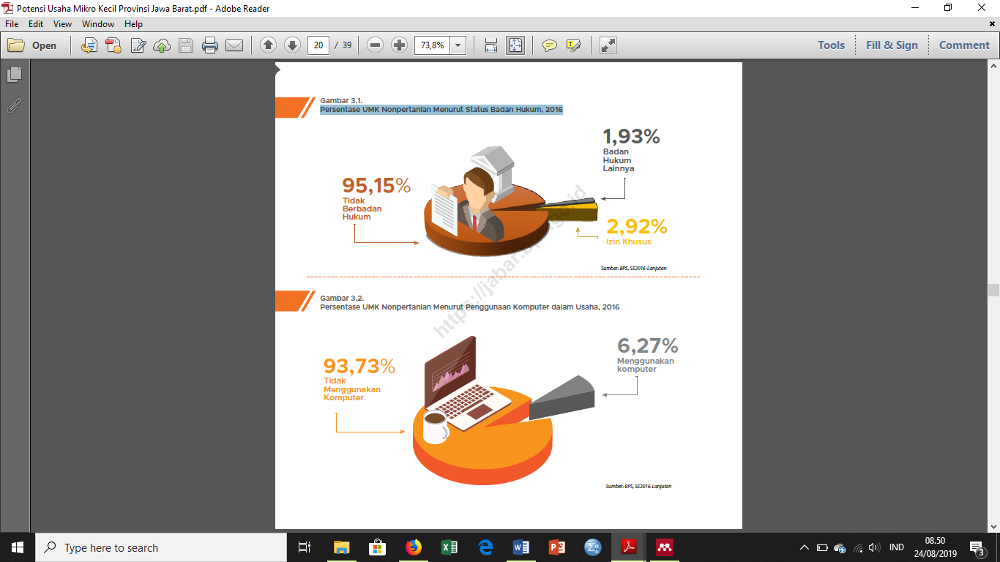 Potensi Usaha Mikro Kecil Provinsi Jawa Barat.pdf - Adobe Reader
File Edit View Window Help
Open 20 / 39 73,8% Tools Fill & Sign Comment
Gambar 3.1.
Persentase UMK Nonpertanian Menurut Status Badan Hukum, 2016
1,93%
Badan
Hukum
Lainnya
95,15%
Tidak
Berbadan
Hukum
2,92%
Izin Khusus
Sumber: BPS, SE2016-Lanjutan
Gambar 3.2.
Persentase UMK Nonpertanian Menurut Penggunaan Komputer dalam Usaha, 2016
https://jabar.bps.go.id
6,27%
Menggunakan
komputer
93,73%
Tidak
Menggunakan
Komputer
Sumber: BPS, SE2016-Lanjutan
Type here to search
IND
08.50
24/08/2019
3